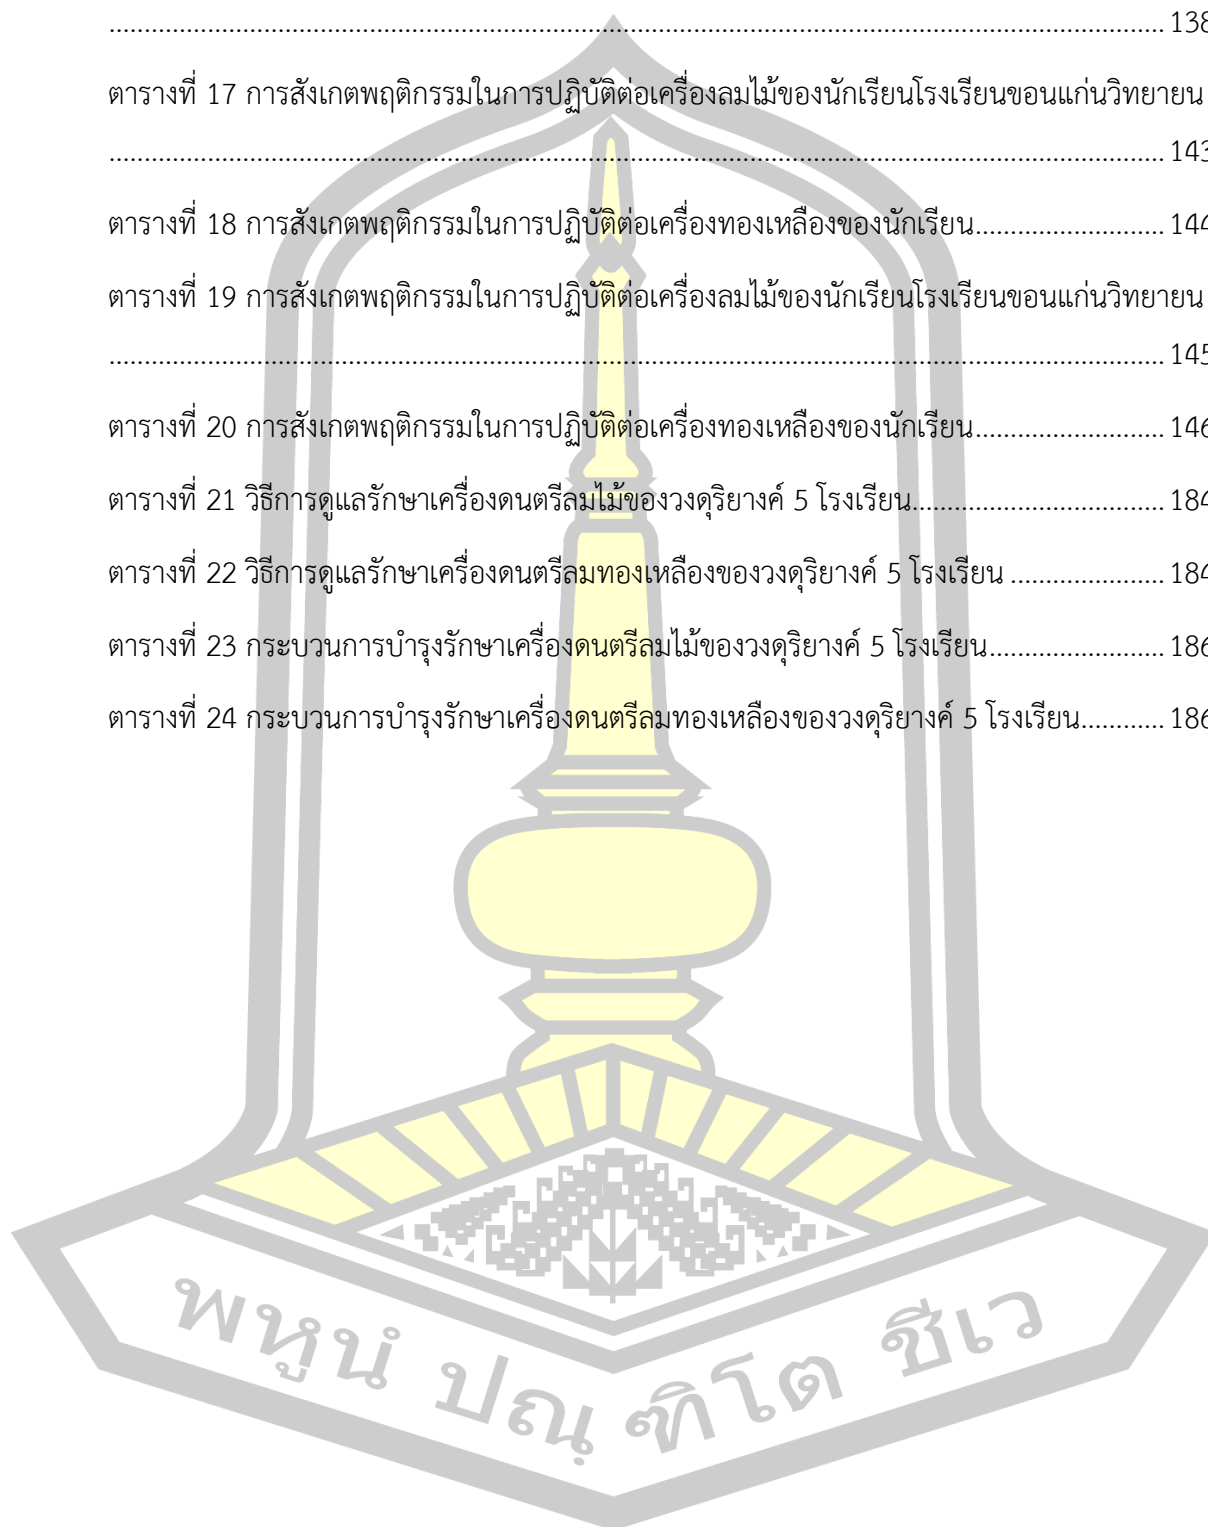 ........................................................................................................................................................ 138
ตารางที่ 17 การสังเกตพฤติกรรมในการปฏิบัติต่อเครื่องลมไม้ของนักเรียนโรงเรียนขอนแก่นวิทยายน
........................................................................................................................................................ 143
ตารางที่ 18 การสังเกตพฤติกรรมในการปฏิบัติต่อเครื่องทองเหลืองของนักเรียน........................... 144
ตารางที่ 19 การสังเกตพฤติกรรมในการปฏิบัติต่อเครื่องลมไม้ของนักเรียนโรงเรียนขอนแก่นวิทยายน
........................................................................................................................................................ 145
ตารางที่ 20 การสังเกตพฤติกรรมในการปฏิบัติต่อเครื่องทองเหลืองของนักเรียน........................... 146
ตารางที่ 21 วิธีการดูแลรักษาเครื่องดนตรีลมไม้ของวงดุริยางค์ 5 โรงเรียน.................................... 184
ตารางที่ 22 วิธีการดูแลรักษาเครื่องดนตรีลมทองเหลืองของวงดุริยางค์ 5 โรงเรียน ...................... 184
ตารางที่ 23 กระบวนการบำรุงรักษาเครื่องดนตรีลมไม้ของวงดุริยางค์ 5 โรงเรียน......................... 186
ตารางที่ 24 กระบวนการบำรุงรักษาเครื่องดนตรีลมทองเหลืองของวงดุริยางค์ 5 โรงเรียน............ 186
พหูนํ ปณฺฑิโต ชีเว